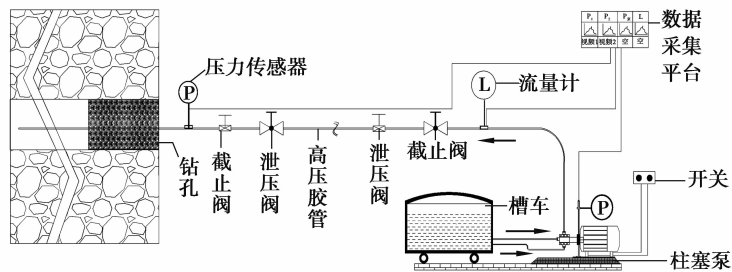 P₁ P₂ P_H L
视频1 视频2 空 空
数据
采集
平台
压力传感器
P
L
流量计
钻孔
截止阀
泄压阀
高压胶管
泄压阀
截止阀
槽车
P
开关
柱塞泵